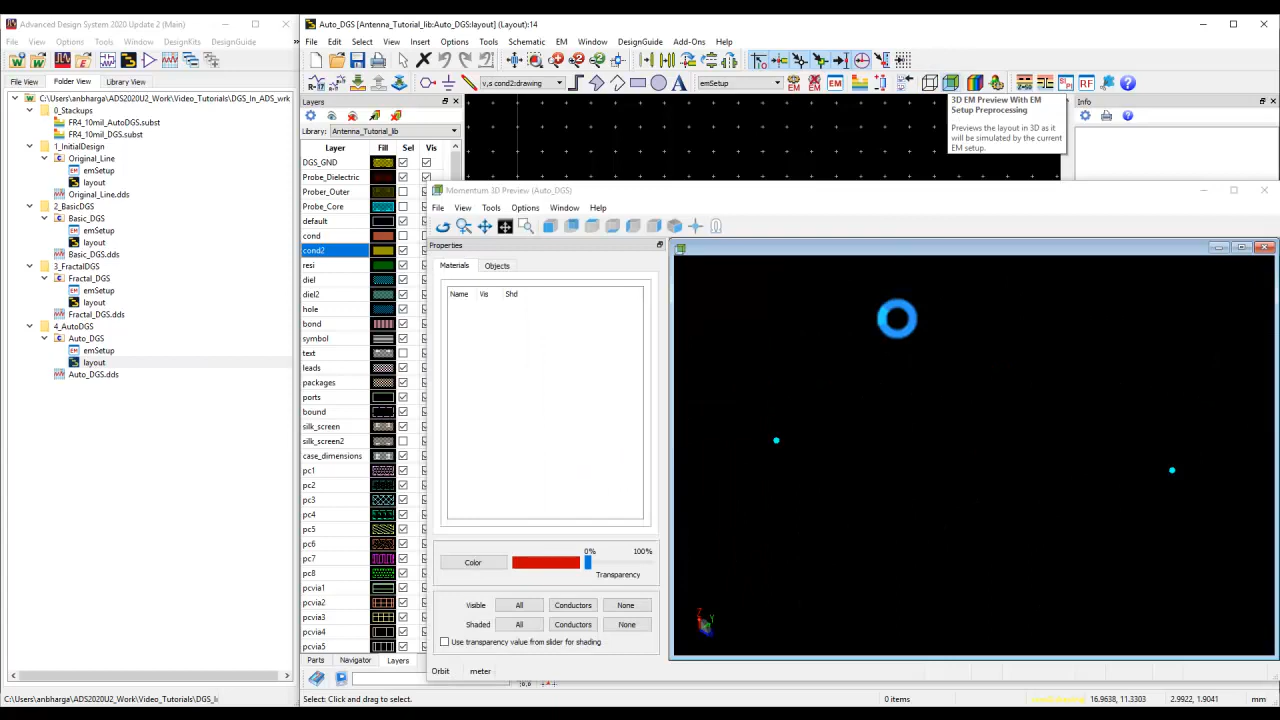 Advanced Design System 2020 Update 2 (Main)
File View Options Tools Window DesignKits DesignGuide
File View Folder View Library View
C:\Users\anbharga\ADS2020U2_Work\Video_Tutorials\DGS_In_ADS_wrk
0_Stackups
FR4_10mil_AutoDGS.subst
FR4_10mil_DGS.subst
1_InitialDesign
Original_Line
emSetup
layout
Original_Line.dds
2_BasicDGS
Basic_DGS
emSetup
layout
Basic_DGS.dds
3_FractalDGS
Fractal_DGS
emSetup
layout
Fractal_DGS.dds
4_AutoDGS
Auto_DGS
emSetup
layout
Auto_DGS.dds
C:\Users\anbharga\ADS2020U2_Work\Video_Tutorials\DGS_I
Auto_DGS [Antenna_Tutorial_lib:Auto_DGS:layout] (Layout):14
File Edit Select View Insert Options Tools Schematic EM Window DesignGuide Add-Ons Help
v,s cond2:drawing
emSetup
EM
RF
3D EM Preview With EM
Setup Preprocessing
Previews the layout in 3D as it
will be simulated by the current
EM setup.
Info
Layers
Library: Antenna_Tutorial_lib
Layer Fill Sel Vis
DGS_GND
Probe_Dielectric
Prober_Outer
Probe_Core
default
cond
cond2
resi
diel
diel2
hole
bond
symbol
text
leads
packages
ports
bound
silk_screen
silk_screen2
case_dimensions
pc1
pc2
pc3
pc4
pc5
pc6
pc7
pc8
pcvia1
pcvia2
pcvia3
pcvia4
pcvia5
Parts Navigator Layers
Momentum 3D Preview (Auto_DGS)
File View Tools Options Window Help
Properties
Materials Objects
Name Vis Shd
Color
0% 100%
Transparency
Visible All Conductors None
Shaded All Conductors None
Use transparency value from slider for shading
Z
Y
Orbit meter
Select: Click and drag to select.
0 items
16.9638, 11.3303
2.9922, 1.9041
mm